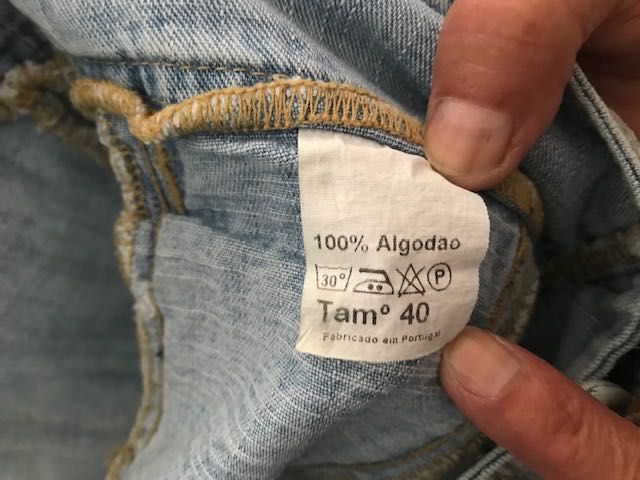 100% Algodao
30° P
Tamº 40
Fabricado em Portugal